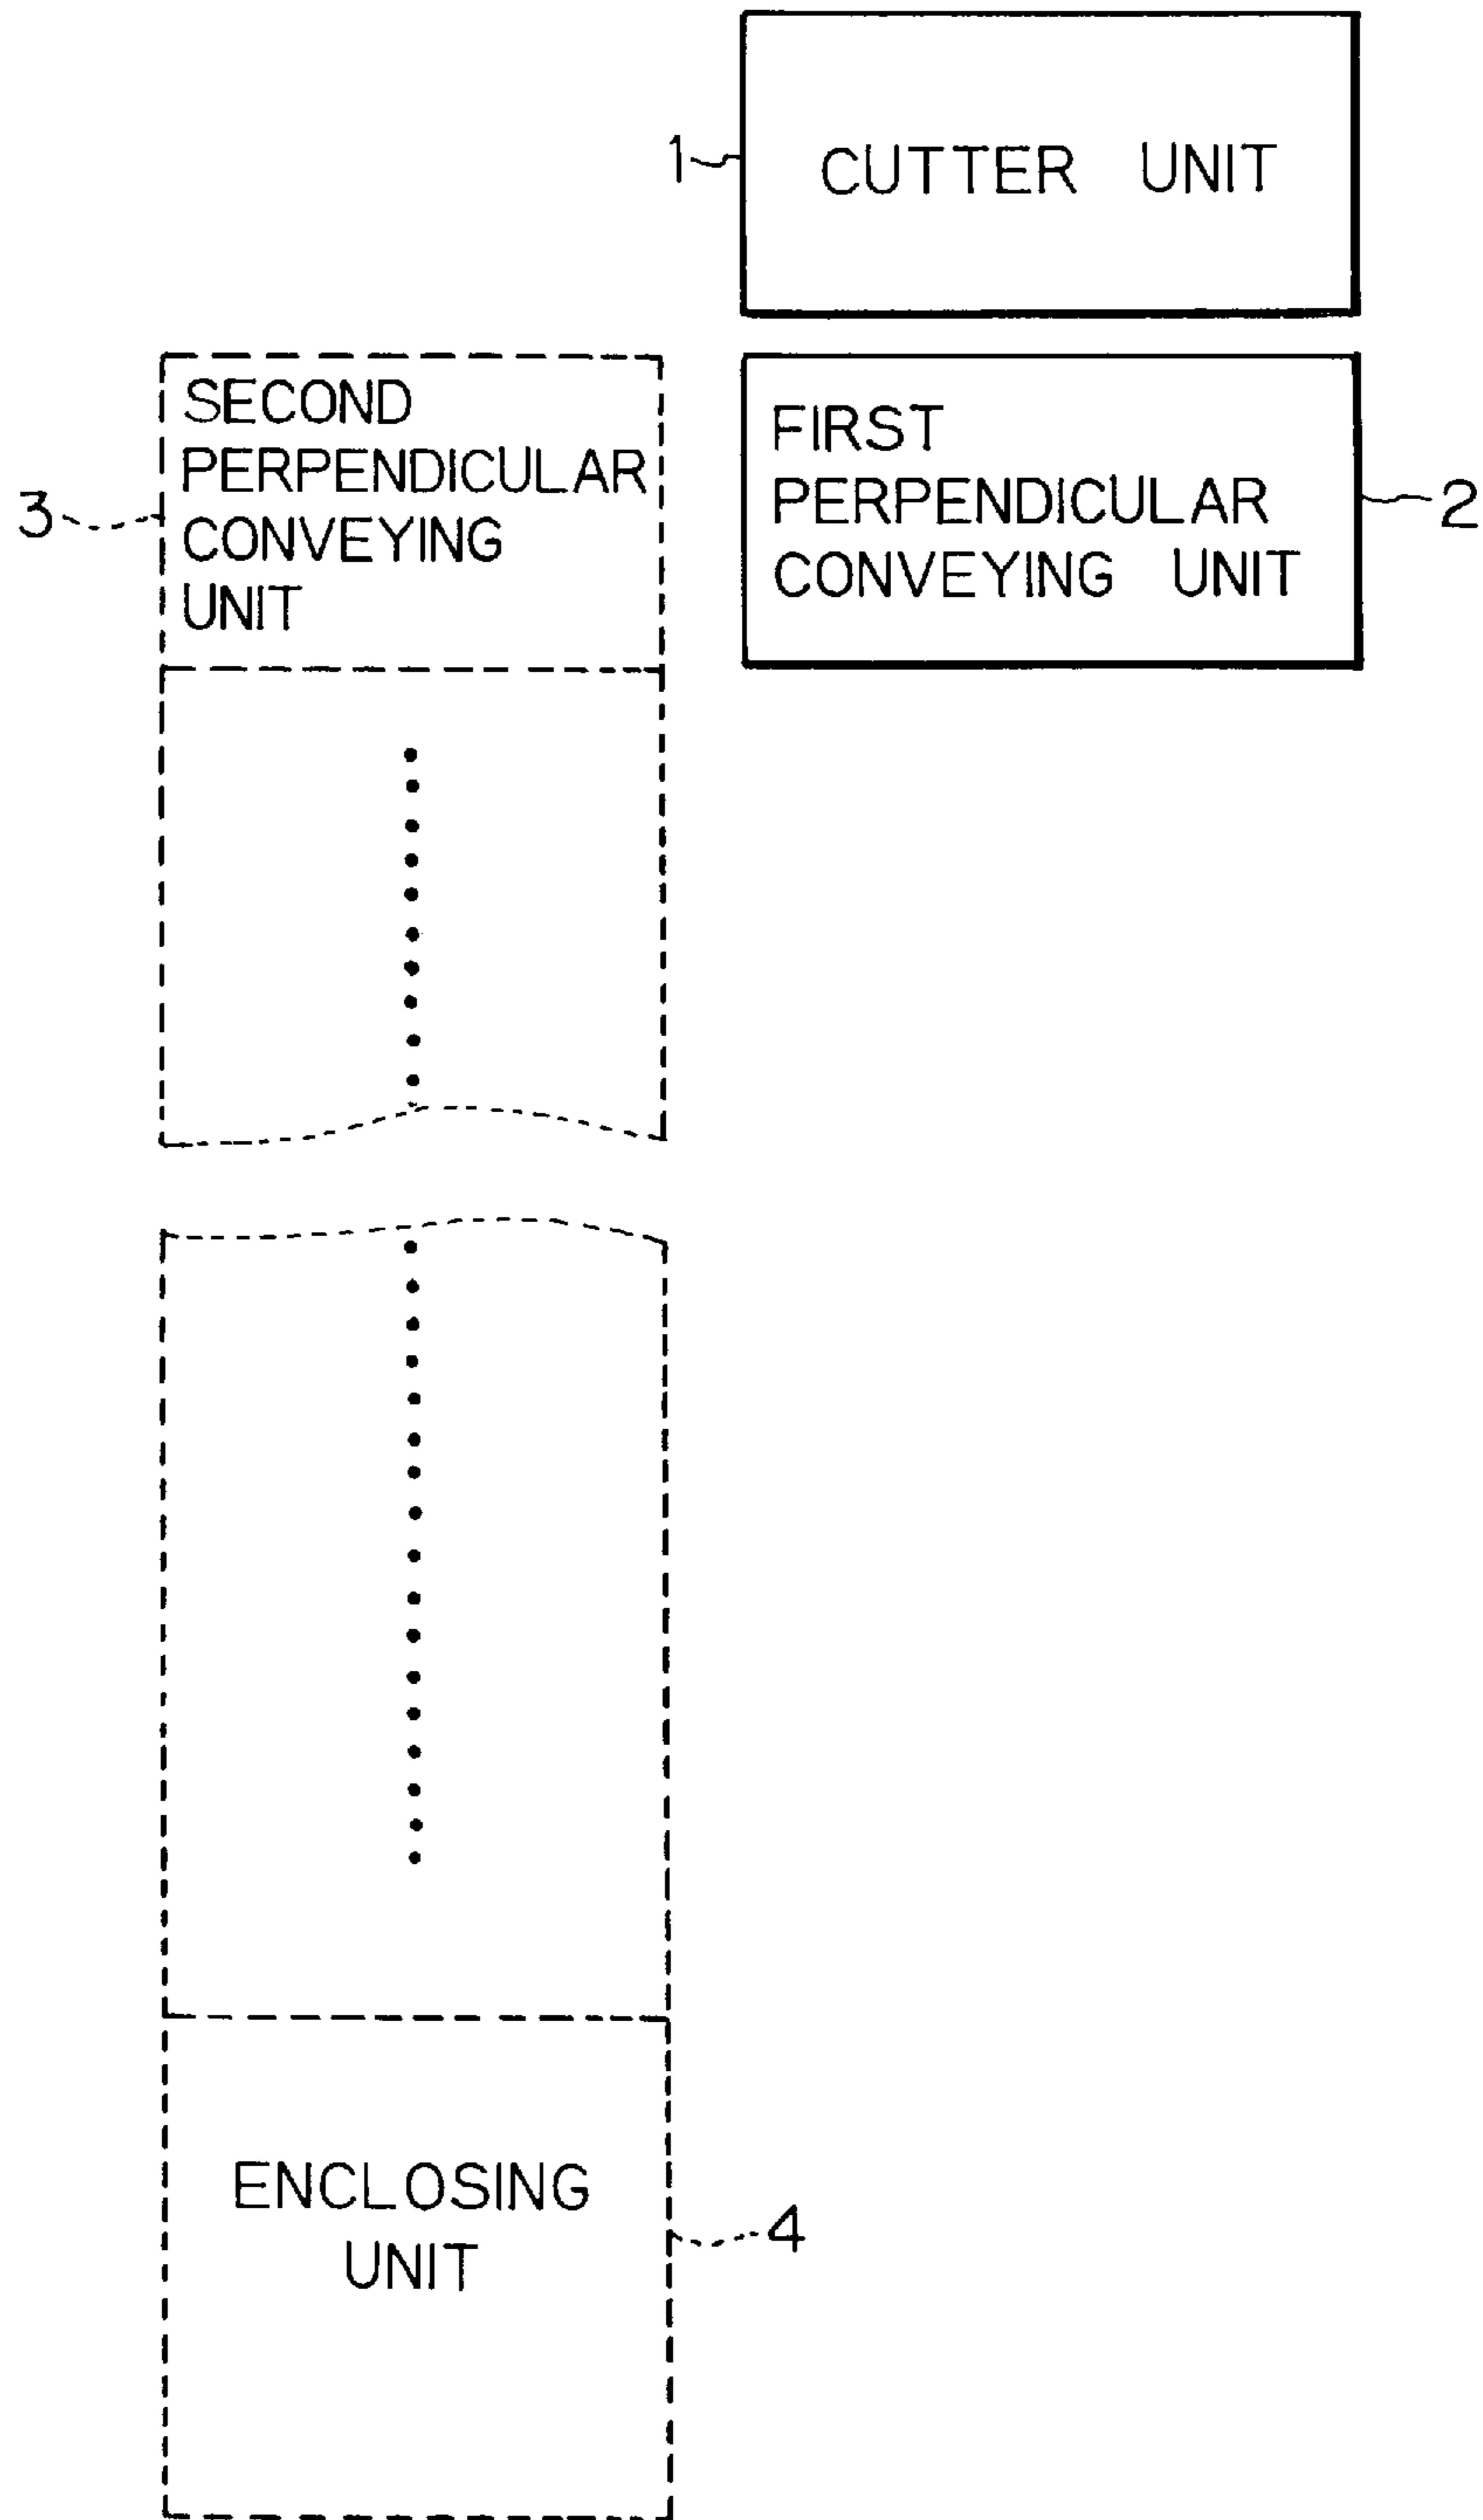 1
CUTTER UNIT
SECOND
PERPENDICULAR
CONVEYING
UNIT
3
FIRST
PERPENDICULAR
CONVEYING UNIT
2
ENCLOSING
UNIT
4